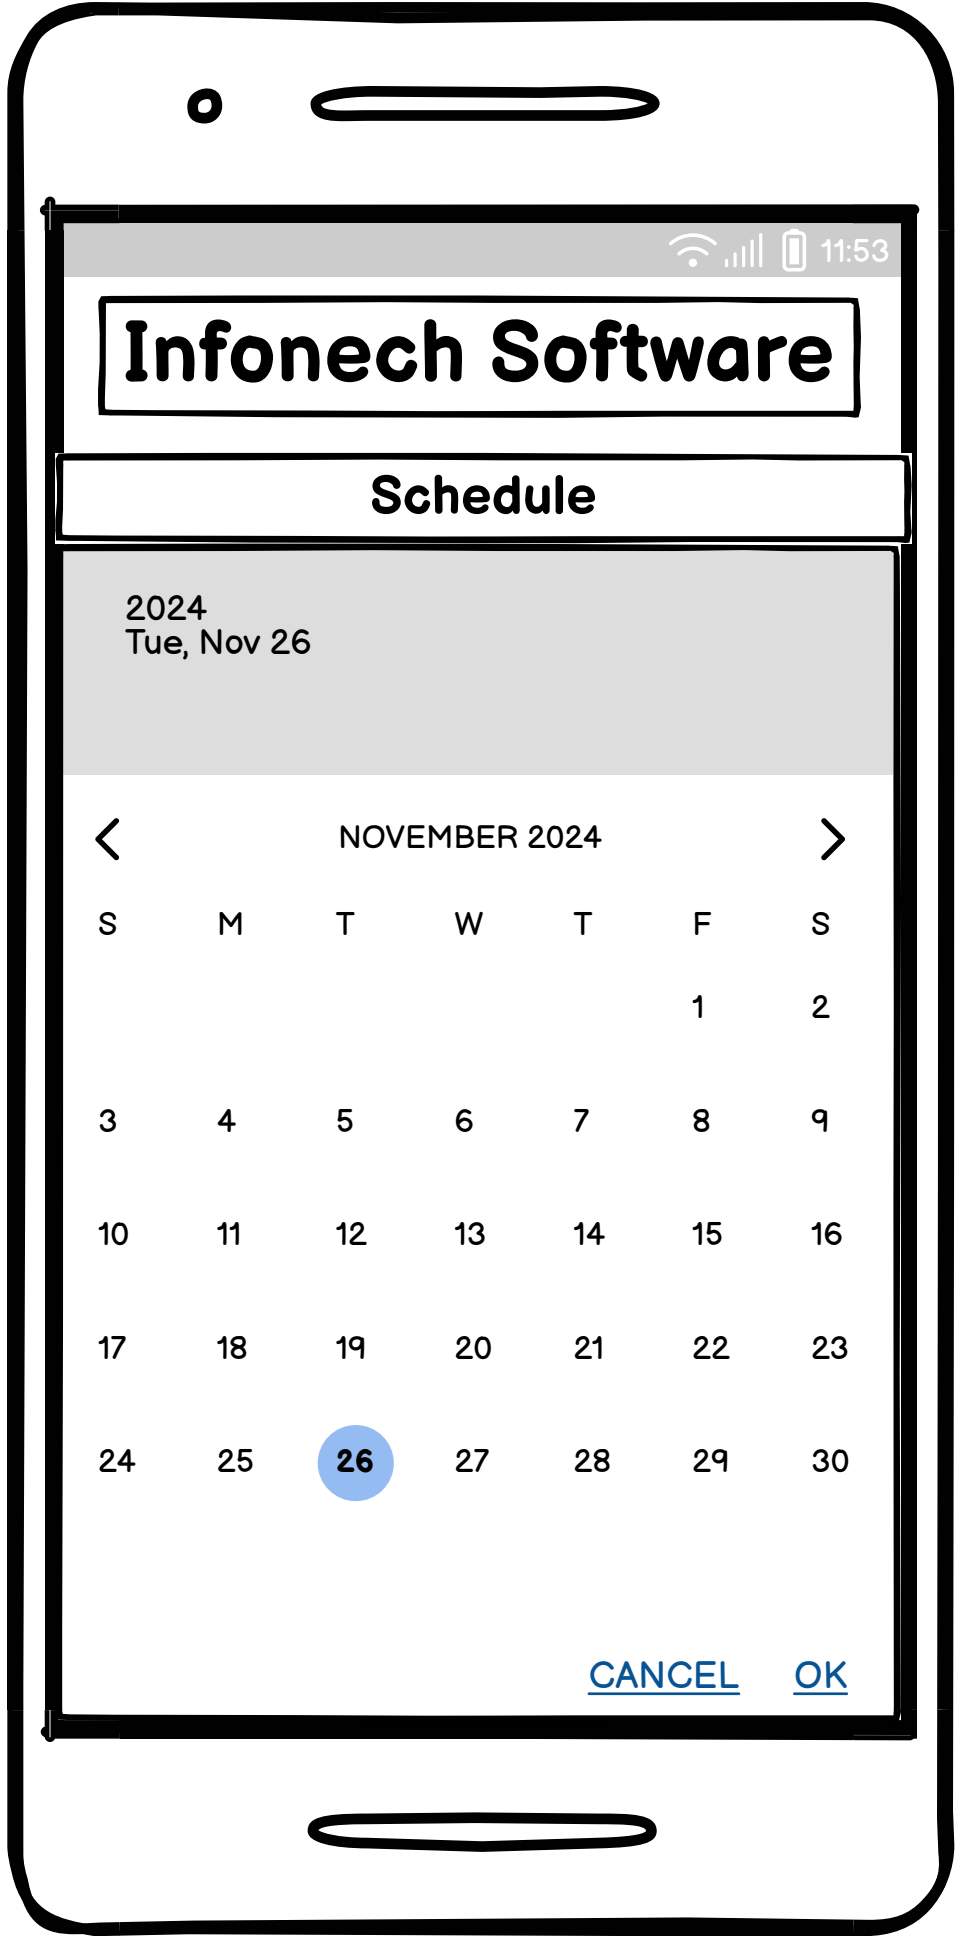 11:53
Infonech Software
Schedule
2024
Tue, Nov 26
NOVEMBER 2024
S M T W T F S
1 2
3 4 5 6 7 8 9
10 11 12 13 14 15 16
17 18 19 20 21 22 23
24 25 26 27 28 29 30
CANCEL OK